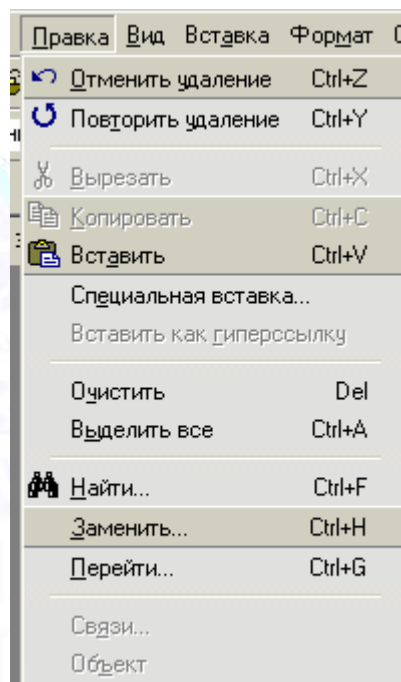 Правка Вид Вставка Формат
Отменить удаление Ctrl+Z
Повторить удаление Ctrl+Y
Вырезать Ctrl+X
Копировать Ctrl+C
Вставить Ctrl+V
Специальная вставка...
Вставить как гиперссылку
Очистить Del
Выделить все Ctrl+A
Найти... Ctrl+F
Заменить... Ctrl+H
Перейти... Ctrl+G
Связи...
Объект